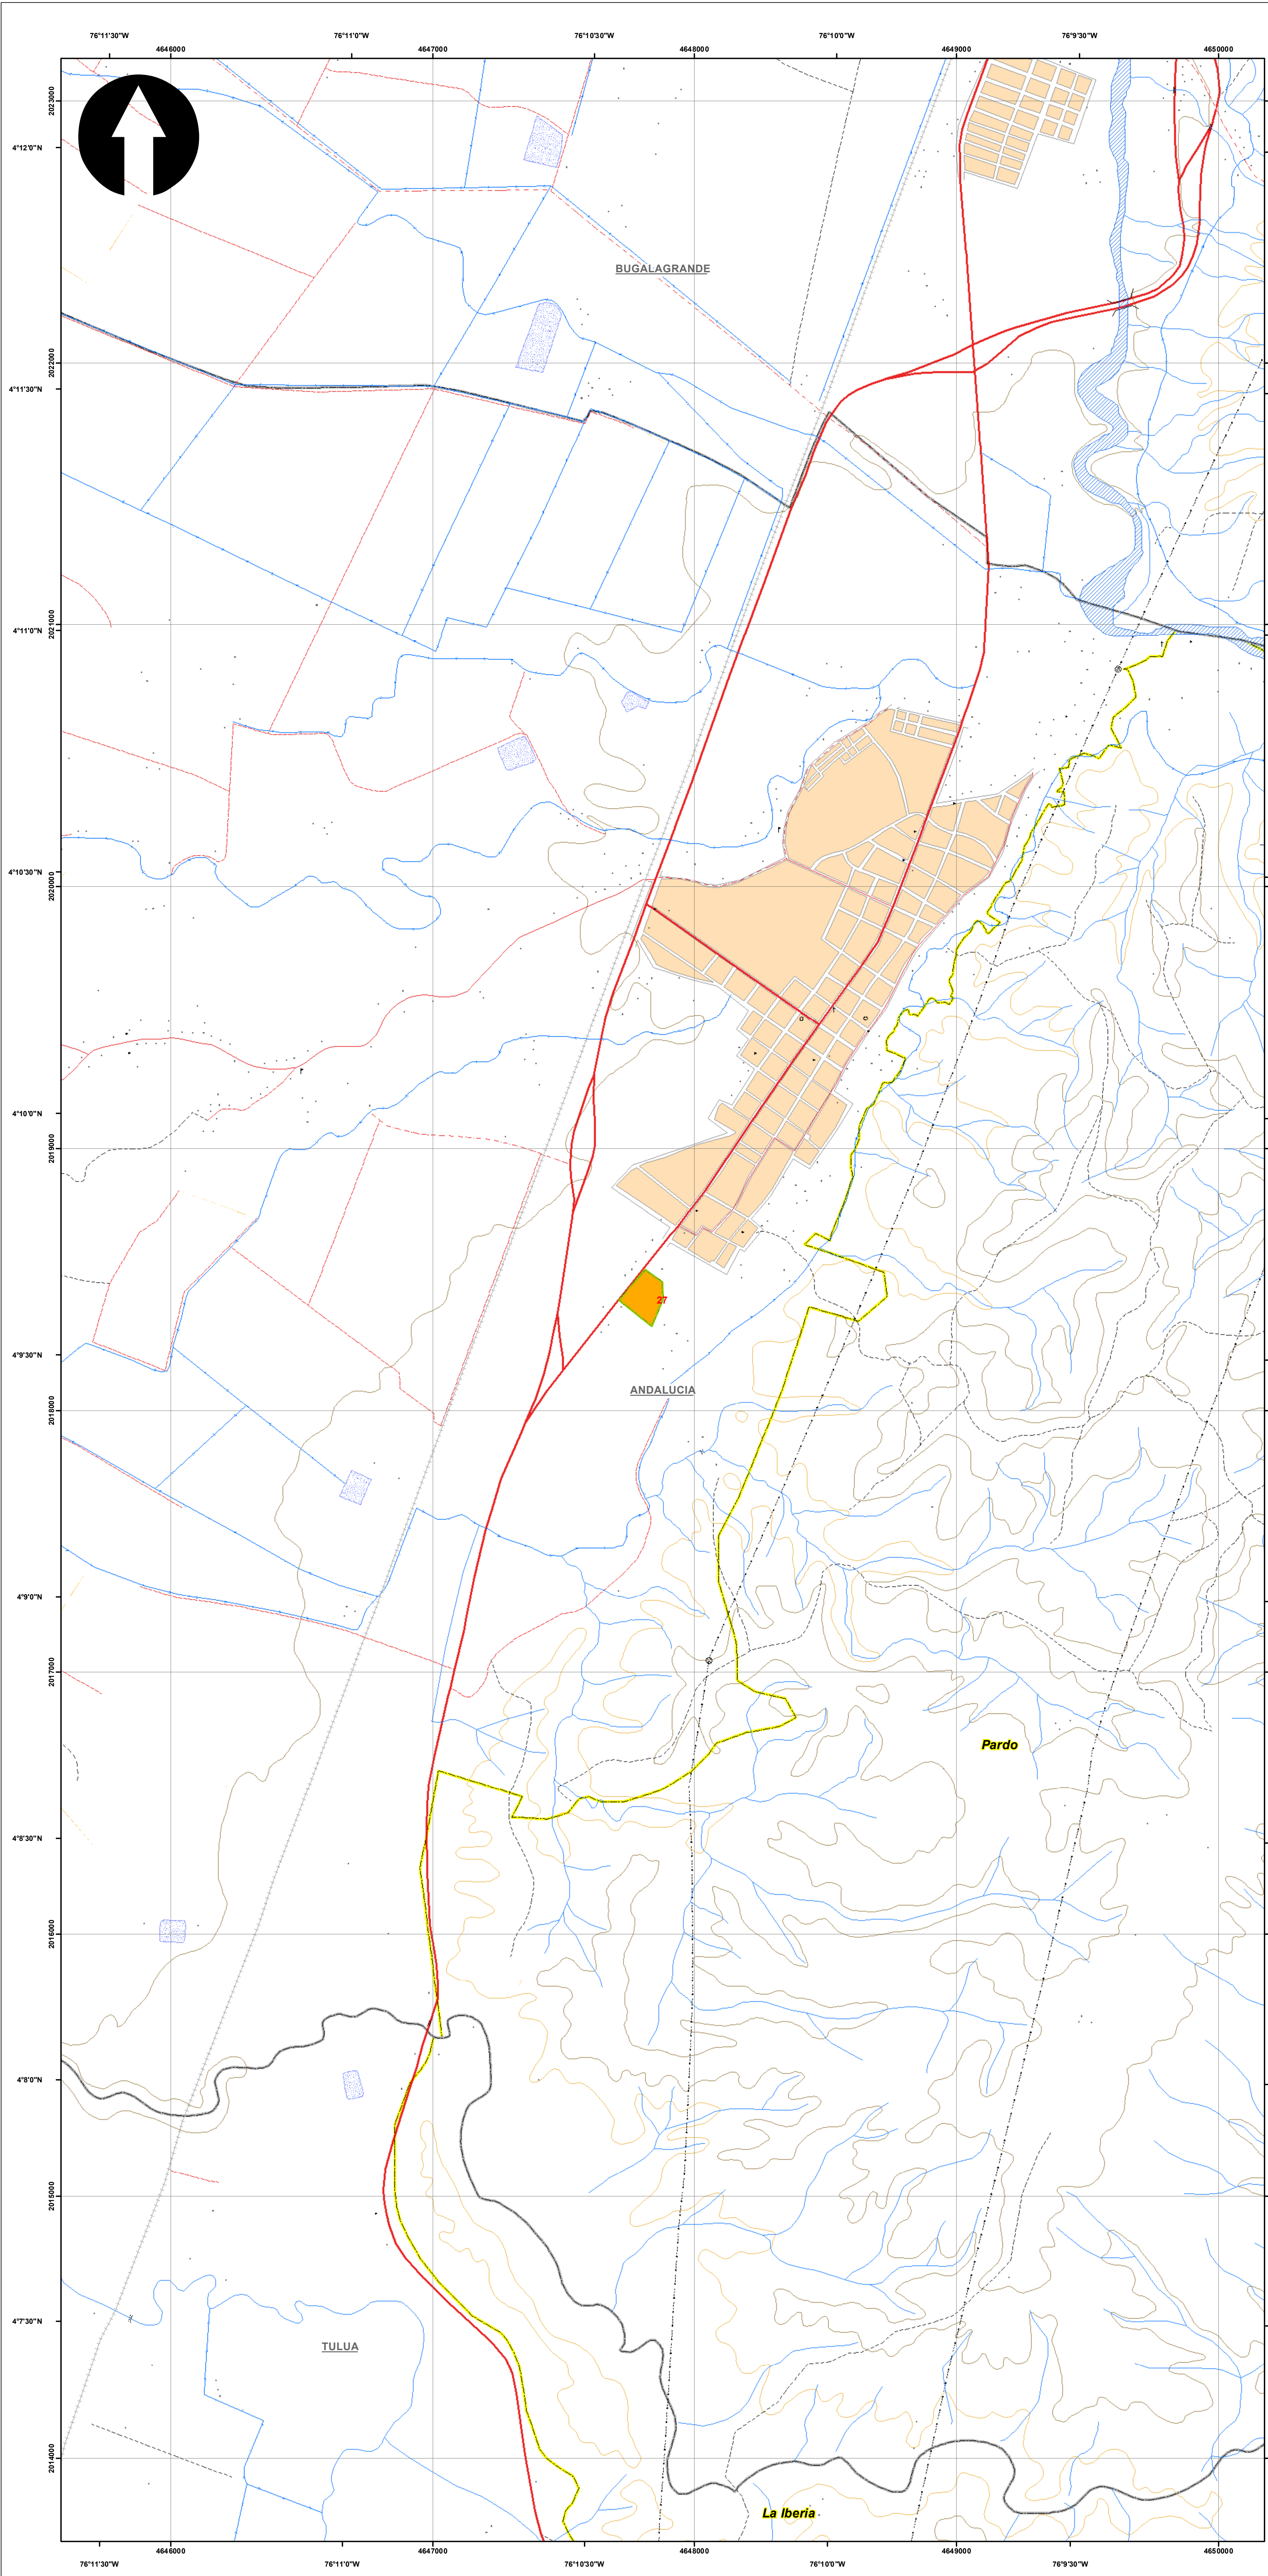 76°11'30"W 76°11'0"W 76°10'30"W 76°10'0"W 76°9'30"W
4646000 4647000 4648000 4649000 4650000
2023000
4°12'0"N
BUGALAGRANDE
2022000
4°11'30"N
2021000
4°11'0"N
4°10'30"N
2020000
4°10'0"N
2019000
27
4°9'30"N
ANDALUCIA
2018000
4°9'0"N
2017000
Pardo
4°8'30"N
2016000
4°8'0"N
2015000
4°7'30"N
TULUA
2014000
La Iberia
4646000 4647000 4648000 4649000 4650000
76°11'30"W 76°11'0"W 76°10'30"W 76°10'0"W 76°9'30"W